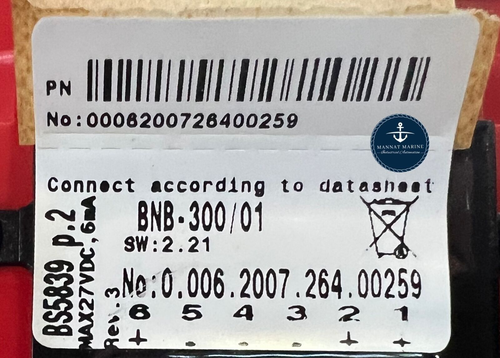 PN
No:0006200726400259
MANNAT MARINE
Connect according to datasheet
BNB-300/01
SW:2.21
No:0.006.2007.264.00259
6 5 4 3 2 1
+ - - - + +
BS5839 p.2
MAX27VDC,6mA
Rev.3